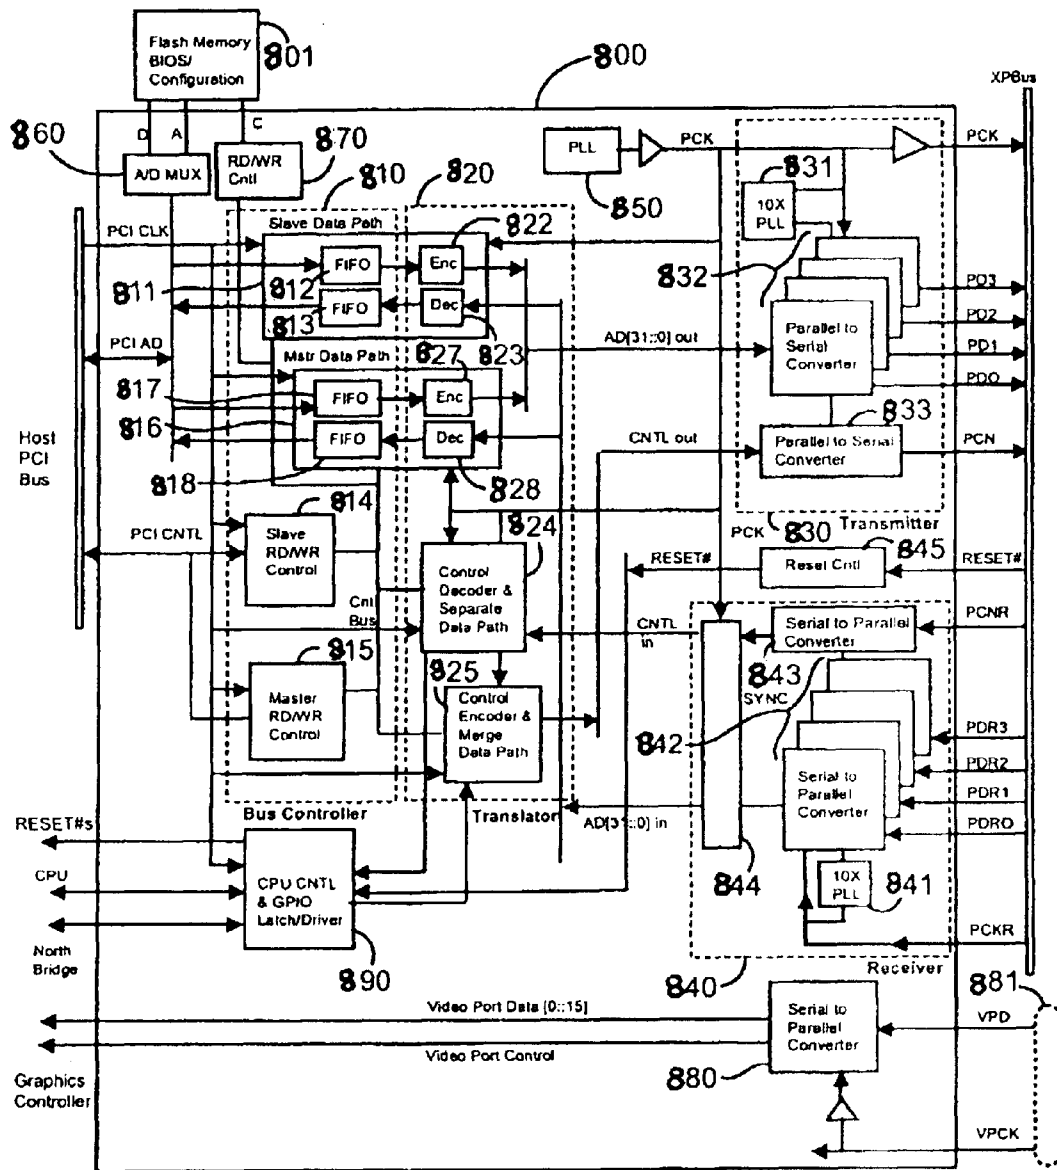 Flash Memory
BIOS/
Configuration
801
800
XPBus
D
A
C
860
A/D MUX
870
RD/WR
Cntl
PLL
850
PCK
PCK
831
10X
PLL
810
820
PCI CLK
Slave Data Path
822
811
812
FIFO
Enc
813
FIFO
Dec
823
832
PD3
PD2
PD1
PD0
Parallel to
Serial
Converter
AD[31::0] out
PCI AD
Mstr Data Path
827
817
FIFO
Enc
816
FIFO
Dec
818
828
Host
PCI
Bus
833
CNTL out
Parallel to Serial
Converter
PCN
814
824
PCK
830
Transmitter
845
PCI CNTL
Slave
RD/WR
Control
Control
Decoder &
Separate
Data Path
RESET#
Reset Cntl
RESET#
Cntl
Bus
CNTL
in
Serial to Parallel
Converter
PCNR
843
815
825
SYNC
842
Master
RD/WR
Control
Control
Encoder &
Merge
Data Path
Serial to
Parallel
Converter
PDR3
PDR2
PDR1
PDR0
AD[31::0] in
Bus Controller
Translator
RESET#s
CPU
North
Bridge
CPU CNTL
& GPIO
Latch/Driver
890
844
10X
PLL
841
PCKR
Receiver
840
881
Video Port Data [0::15]
Video Port Control
Serial to
Parallel
Converter
VPD
880
Graphics
Controller
VPCK